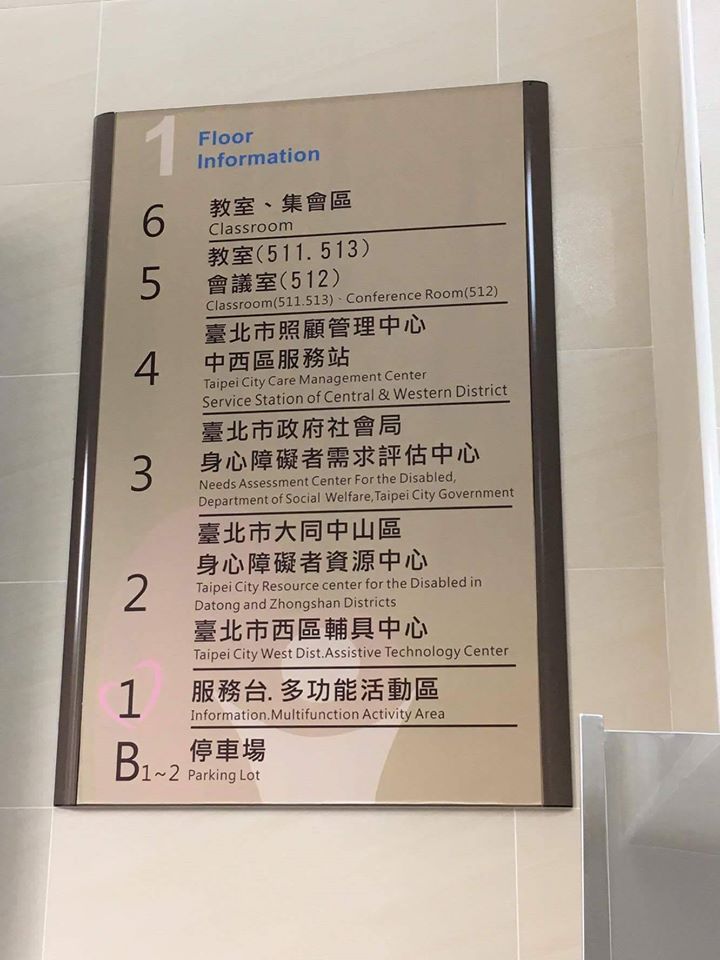 1
Floor
Information
6
教室、集會區
Classroom
5
教室(511.513)
會議室(512)
Classroom(511.513)、Conference Room(512)
4
臺北市照顧管理中心
中西區服務站
Taipei City Care Management Center
Service Station of Central & Western District
3
臺北市政府社會局
身心障礙者需求評估中心
Needs Assessment Center For the Disabled,
Department of Social Welfare,Taipei City Government
2
臺北市大同中山區
身心障礙者資源中心
Taipei City Resource center for the Disabled in
Datong and Zhongshan Districts
臺北市西區輔具中心
Taipei City West Dist.Assistive Technology Center
1
服務台.多功能活動區
Information.Multifunction Activity Area
B1~2
停車場
Parking Lot